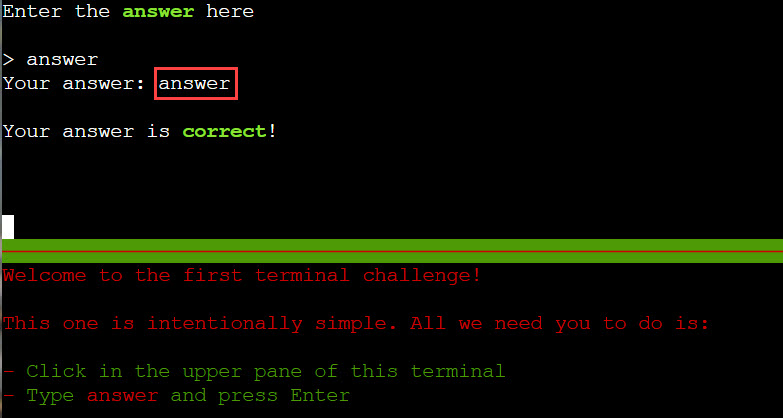 Enter the answer here
> answer
Your answer: answer
Your answer is correct!
Welcome to the first terminal challenge!
This one is intentionally simple. All we need you to do is:
- Click in the upper pane of this terminal
- Type answer and press Enter